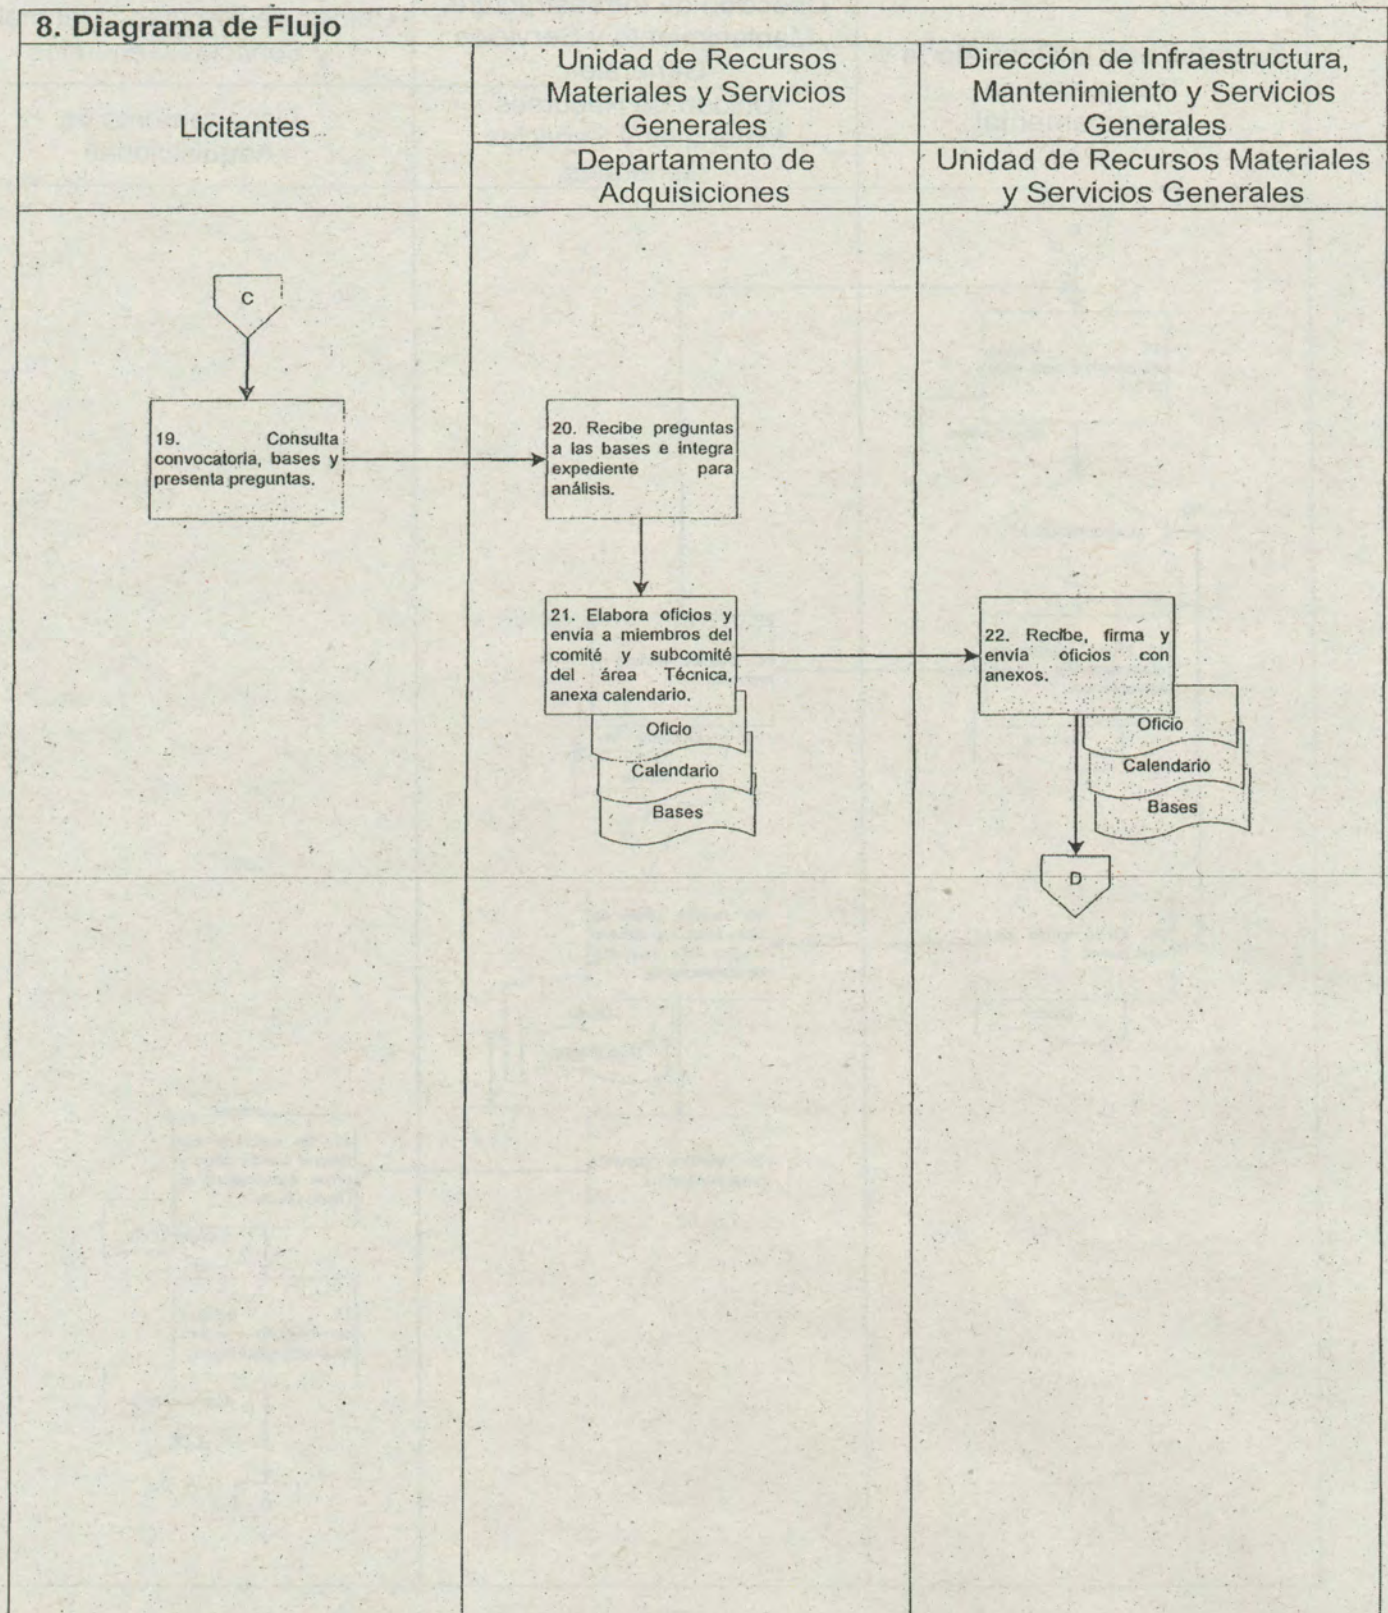 8. Diagrama de Flujo
Licitantes
Unidad de Recursos
Materiales y Servicios
Generales
Departamento de
Adquisiciones
Dirección de Infraestructura,
Mantenimiento y Servicios
Generales
Unidad de Recursos Materiales
y Servicios Generales
C
19. Consulta
convocatoria, bases y
presenta preguntas.
20. Recibe preguntas
a las bases e integra
expediente para
análisis.
21. Elabora oficios y
envía a miembros del
comité y subcomité
del área Técnica,
anexa calendario.
Oficio
Calendario
Bases
22. Recibe, firma y
envía oficios con
anexos.
Oficio
Calendario
Bases
D